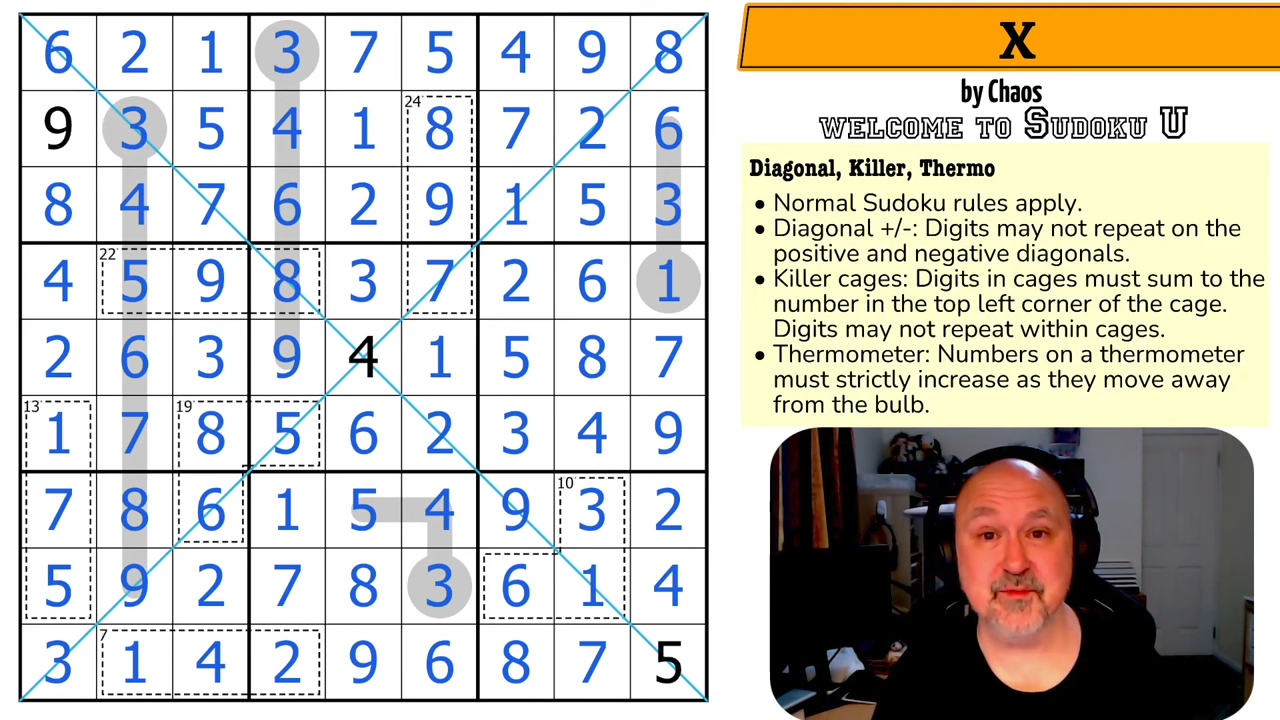 6 2 1 3 7 5 4 9 8
24
9 3 5 4 1 8 7 2 6
8 4 7 6 2 9 1 5 3
22
4 5 9 8 3 7 2 6 1
2 6 3 9 4 1 5 8 7
13 19
1 7 8 5 6 2 3 4 9
10
7 8 6 1 5 4 9 3 2
5 9 2 7 8 3 6 1 4
7
3 1 4 2 9 6 8 7 5
X
by Chaos
WELCOME TO SUDOKU U
Diagonal, Killer, Thermo
• Normal Sudoku rules apply.
• Diagonal +/-: Digits may not repeat on the
positive and negative diagonals.
• Killer cages: Digits in cages must sum to the
number in the top left corner of the cage.
Digits may not repeat within cages.
• Thermometer: Numbers on a thermometer
must strictly increase as they move away
from the bulb.